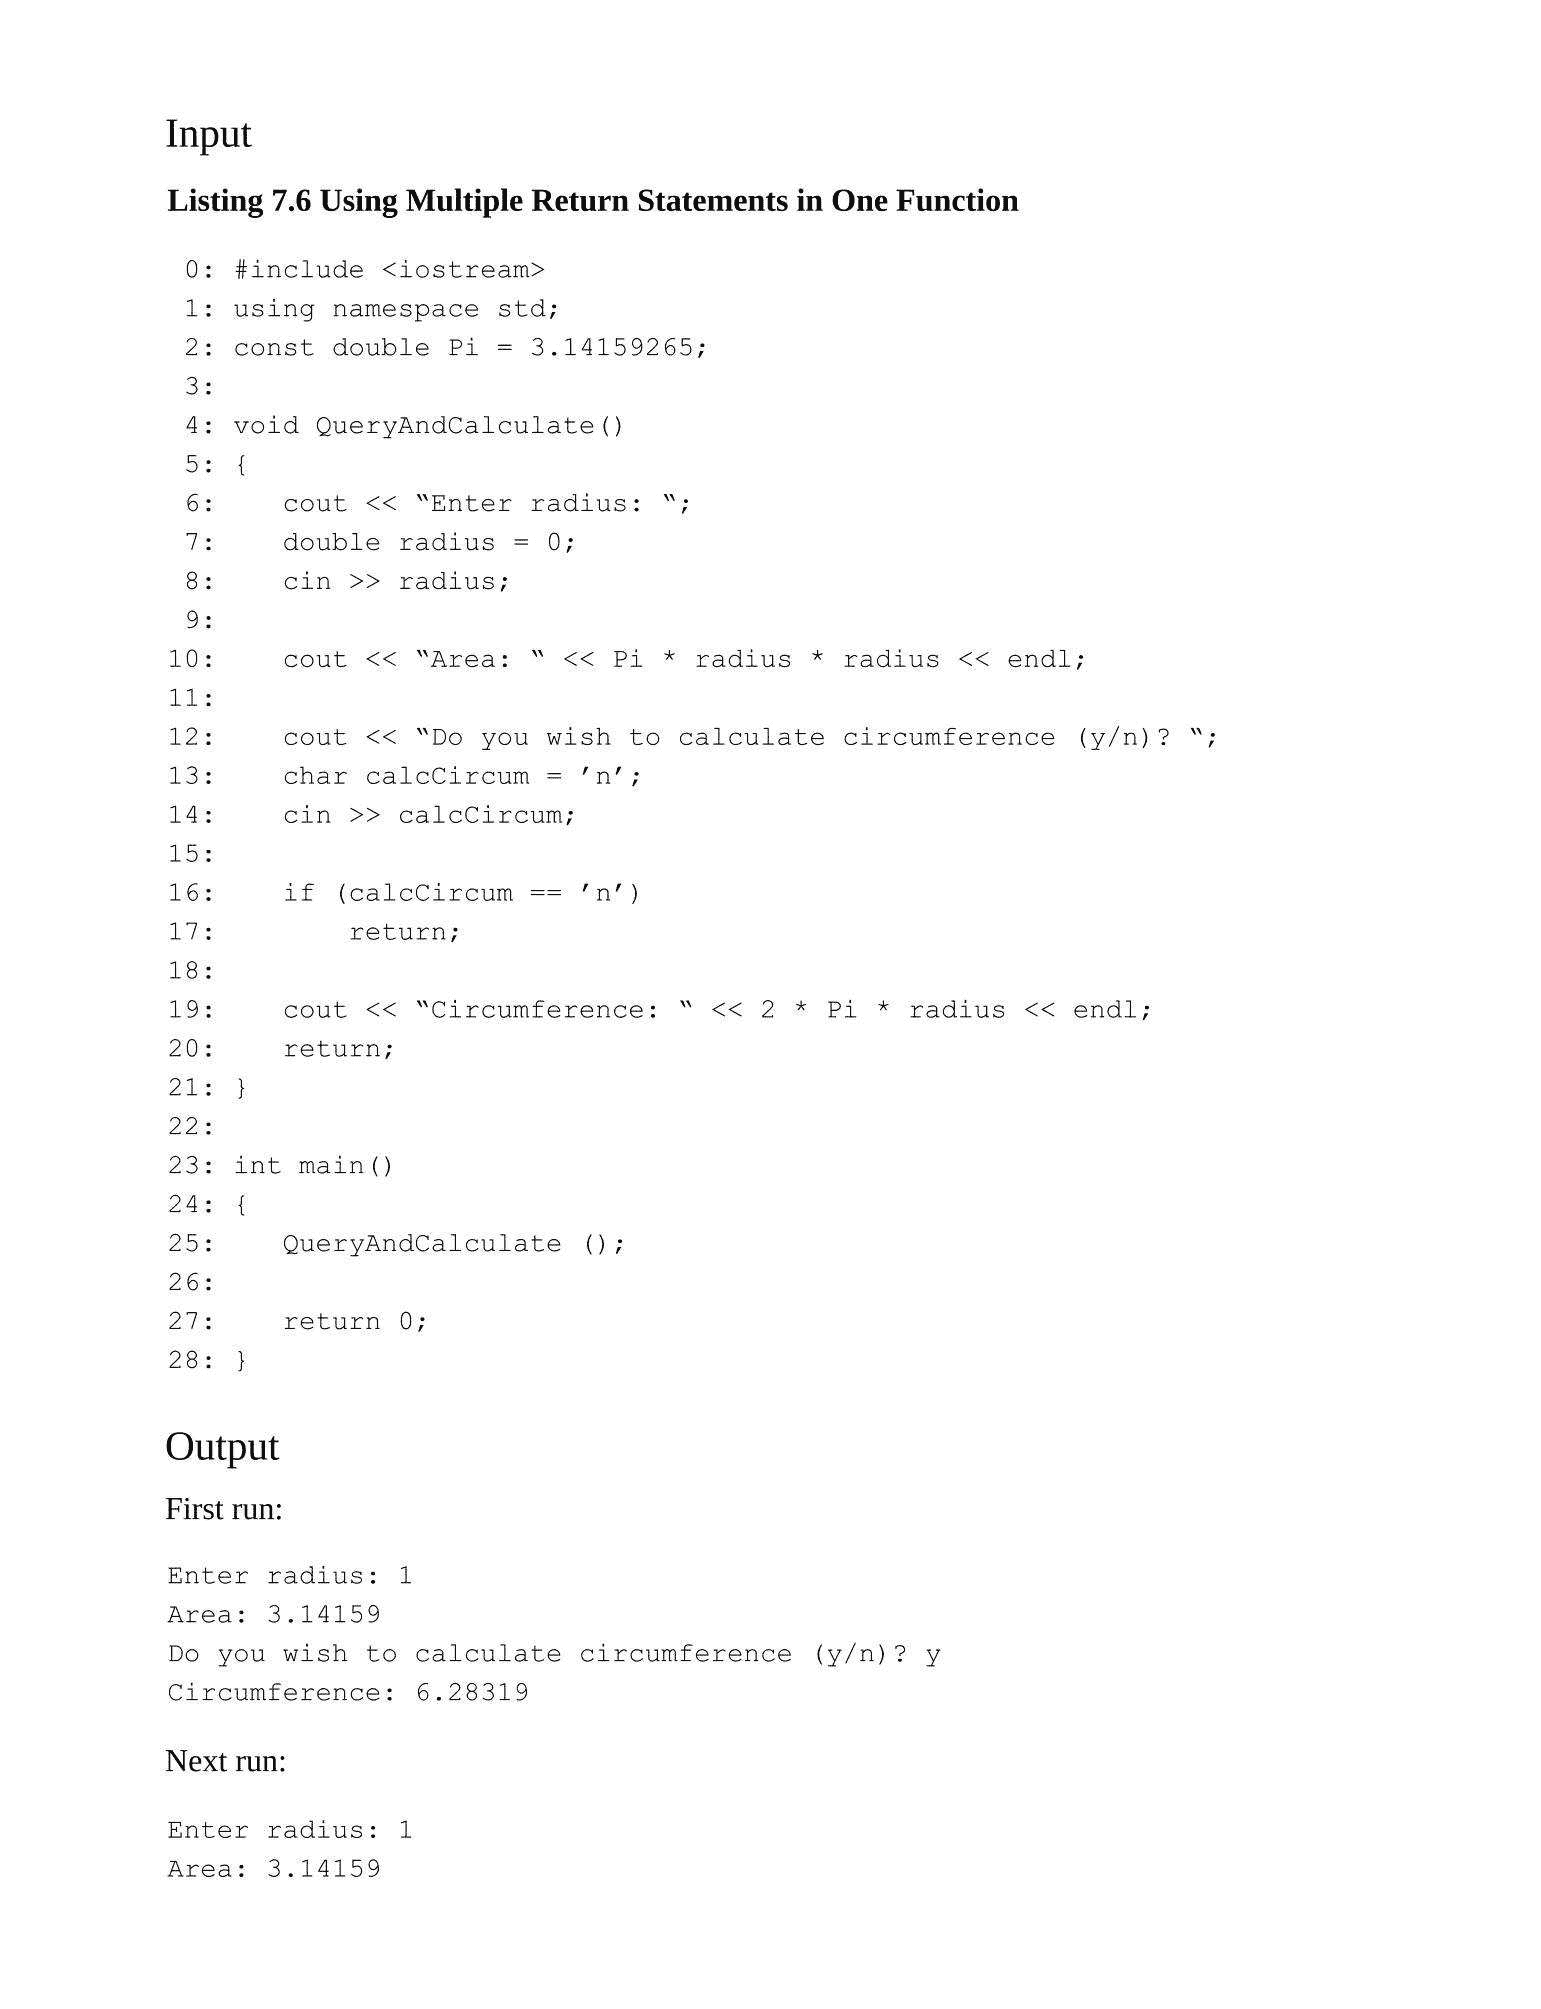 Input
Listing 7.6 Using Multiple Return Statements in One Function
0: #include <iostream>
1: using namespace std;
2: const double Pi = 3.14159265;
3:
4: void QueryAndCalculate()
5: {
6:    cout << “Enter radius: “;
7:    double radius = 0;
8:    cin >> radius;
9:
10:    cout << “Area: “ << Pi * radius * radius << endl;
11:
12:    cout << “Do you wish to calculate circumference (y/n)? “;
13:    char calcCircum = ’n’;
14:    cin >> calcCircum;
15:
16:    if (calcCircum == ’n’)
17:        return;
18:
19:    cout << “Circumference: “ << 2 * Pi * radius << endl;
20:    return;
21: }
22:
23: int main()
24: {
25:    QueryAndCalculate ();
26:
27:    return 0;
28: }
Output
First run:
Enter radius: 1
Area: 3.14159
Do you wish to calculate circumference (y/n)? y
Circumference: 6.28319
Next run:
Enter radius: 1
Area: 3.14159